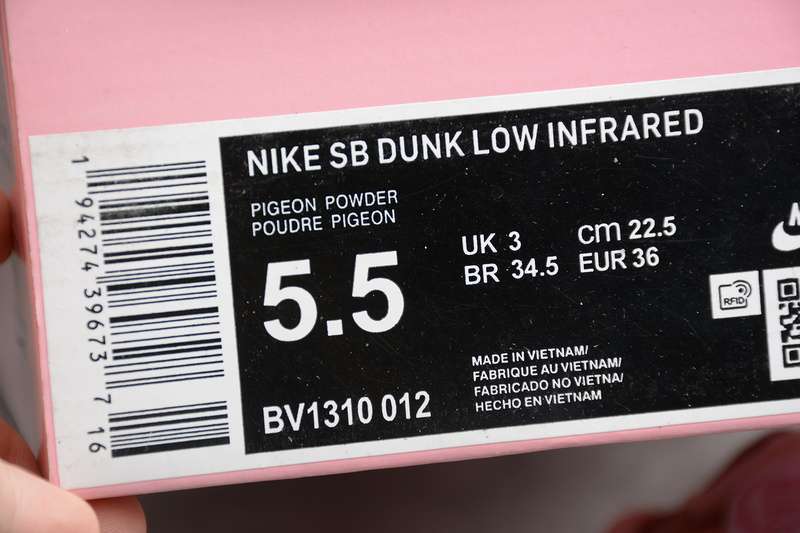 NIKE SB DUNK LOW INFRARED
PIGEON POWDER
POUDRE PIGEON
5.5
UK 3
cm 22.5
BR 34.5
EUR 36
BV1310 012
MADE IN VIETNAM/
FABRIQUE AU VIETNAM/
FABRICADO NO VIETNA/
HECHO EN VIETNAM
RFID
1 94274 39673 7 16